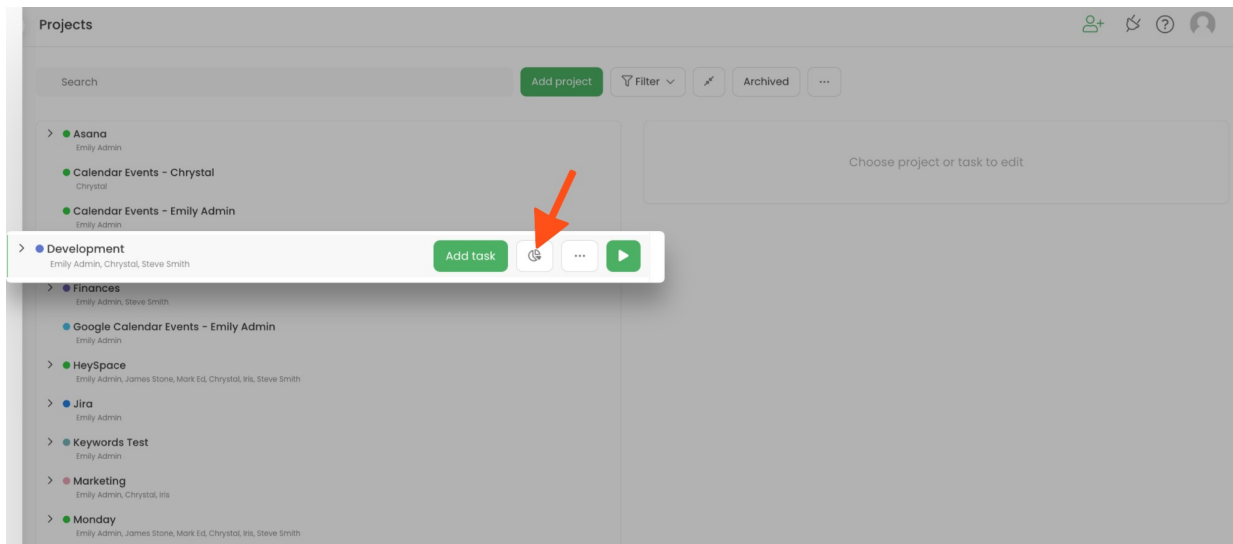 Projects
Search
Add project
Filter
Archived
...
Asana
Emily Admin
Choose project or task to edit
Calendar Events - Chrystal
Chrystal
Calendar Events - Emily Admin
Emily Admin
Development
Emily Admin, Chrystal, Steve Smith
Add task
...
Finances
Emily Admin, Steve Smith
Google Calendar Events - Emily Admin
Emily Admin
HeySpace
Emily Admin, James Stone, Mark Ed, Chrystal, Iris, Steve Smith
Jira
Emily Admin
Keywords Test
Emily Admin
Marketing
Emily Admin, Chrystal, Iris
Monday
Emily Admin, James Stone, Mark Ed, Chrystal, Iris, Steve Smith